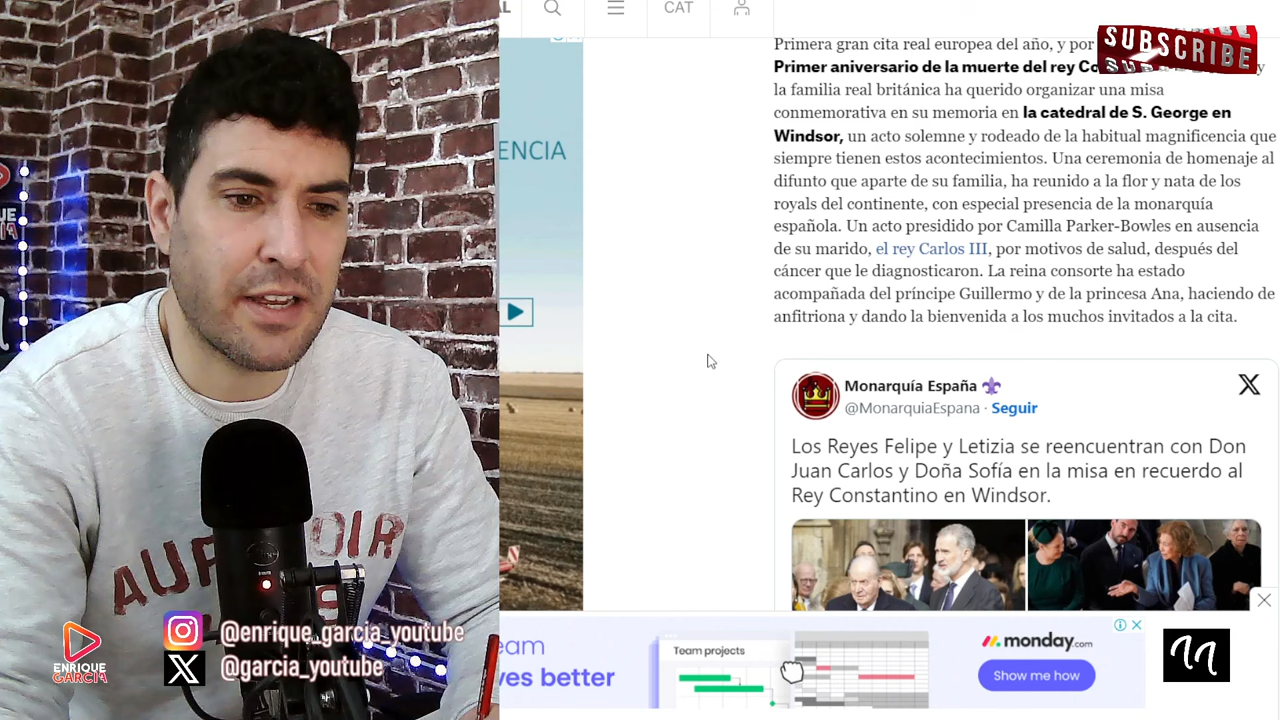 CAT
SUBSCRIBE
Primera gran cita real europea del año, y por
Primer aniversario de la muerte del rey Co
y
la familia real británica ha querido organizar una misa
conmemorativa en su memoria en la catedral de S. George en
Windsor, un acto solemne y rodeado de la habitual magnificencia que
siempre tienen estos acontecimientos. Una ceremonia de homenaje al
difunto que aparte de su familia, ha reunido a la flor y nata de los
royals del continente, con especial presencia de la monarquía
española. Un acto presidido por Camilla Parker-Bowles en ausencia
de su marido, el rey Carlos III, por motivos de salud, después del
cáncer que le diagnosticaron. La reina consorte ha estado
acompañada del príncipe Guillermo y de la princesa Ana, haciendo de
anfitriona y dando la bienvenida a los muchos invitados a la cita.
ENCIA
Monarquía España
@MonarquiaEspana · Seguir
Los Reyes Felipe y Letizia se reencuentran con Don
Juan Carlos y Doña Sofía en la misa en recuerdo al
Rey Constantino en Windsor.
AU
OIR
@enrique_garcia_youtube
@garcia_youtube
ENRIQUE
GARCIA
eam
ves better
Team projects
monday.com
Show me how